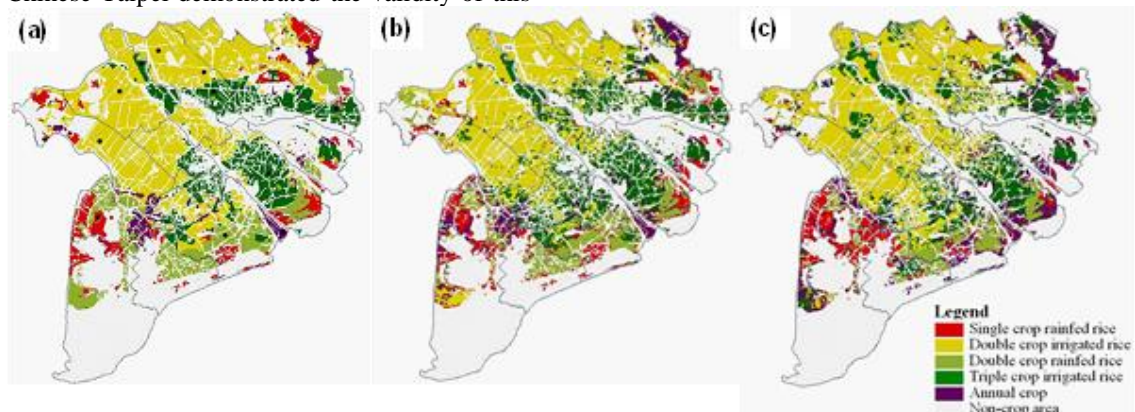 Chinese Taipei demonstrated the validity of this
(a)
(b)
(c)
Legend
Single crop rainfed rice
Double crop irrigated rice
Double crop rainfed rice
Triple crop irrigated rice
Annual crop
Non-crop area